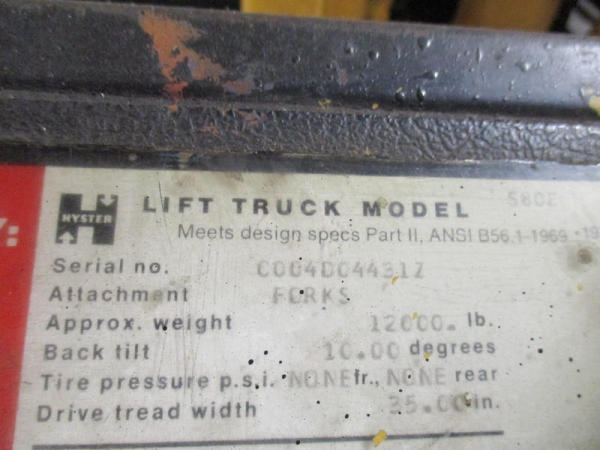 Y:
HYSTER LIFT TRUCK MODEL S80E
Meets design specs Part II, ANSI B56.1-1969
Serial no. C004D04431Z
Attachment FORKS
Approx. weight 12000. lb.
Back tilt 10.00 degrees
Tire pressure p.s.i. NONE fr., NONE rear
Drive tread width 35.00 in.